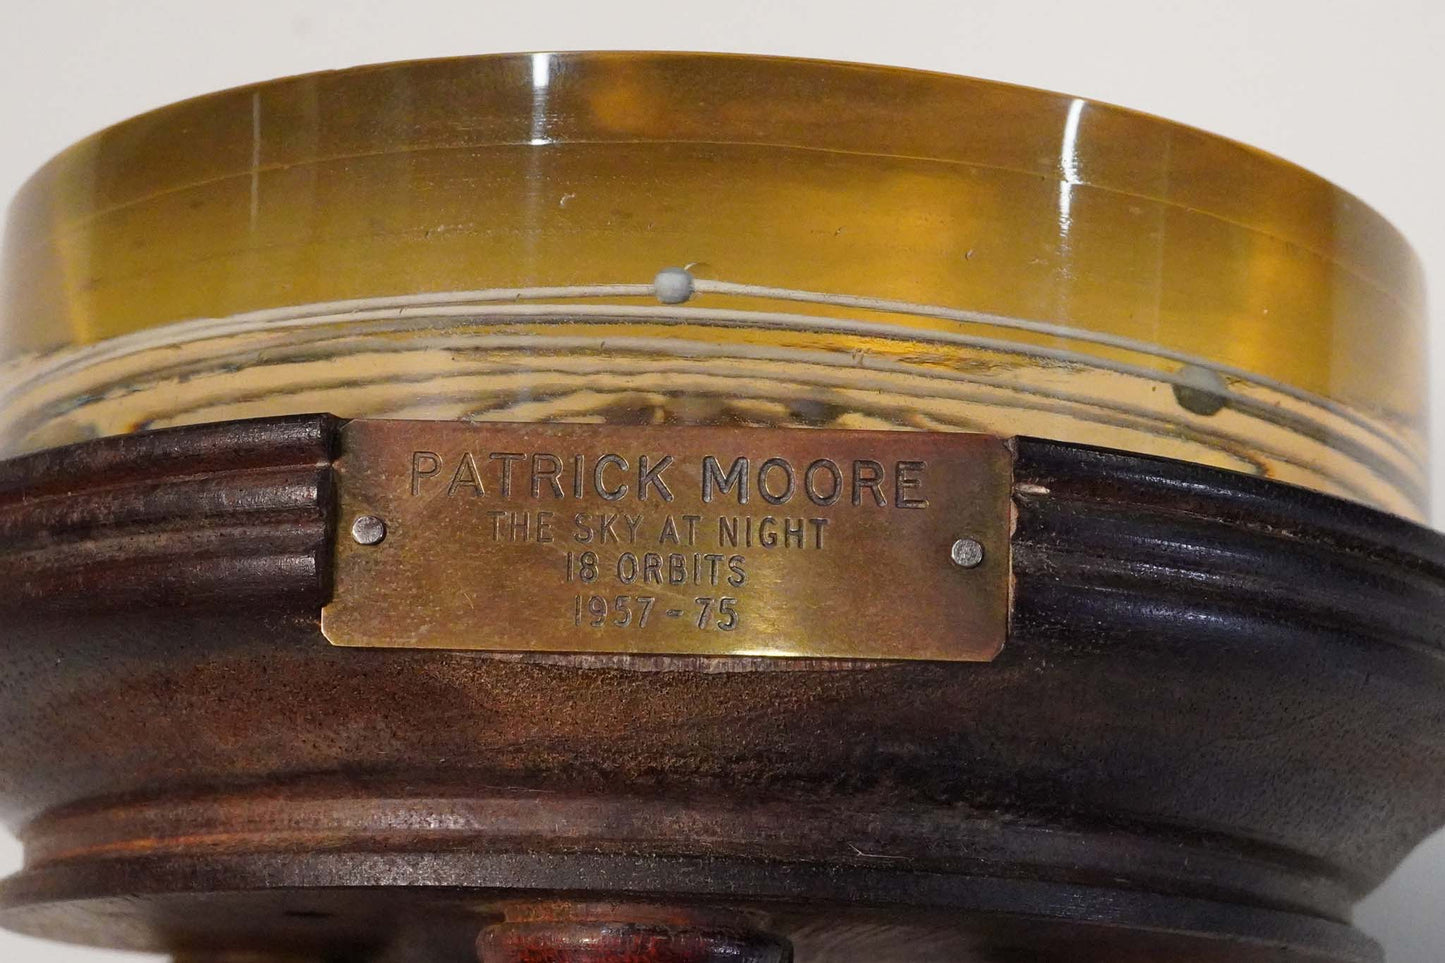 PATRICK MOORE
THE SKY AT NIGHT
18 ORBITS
1957-75